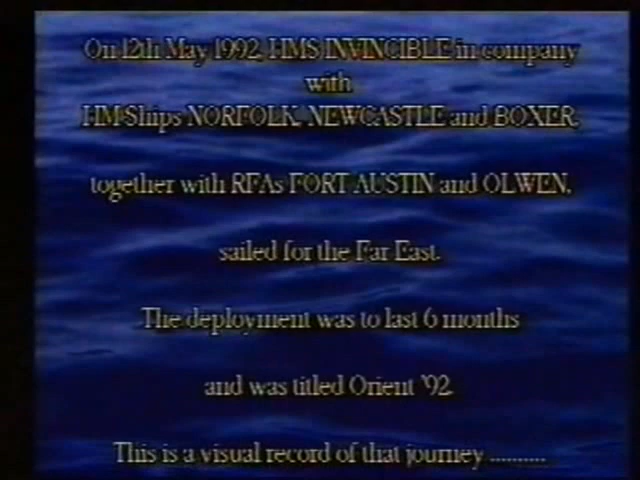 On 12th May 1992, HMS INVINCIBLE in company
with
HM Ships NORFOLK, NEWCASTLE and BOXER,
together with RFAs FORT AUSTIN and OLWEN,
sailed for the Far East.
The deployment was to last 6 months
and was titled Orient '92.
This is a visual record of that journey ..........